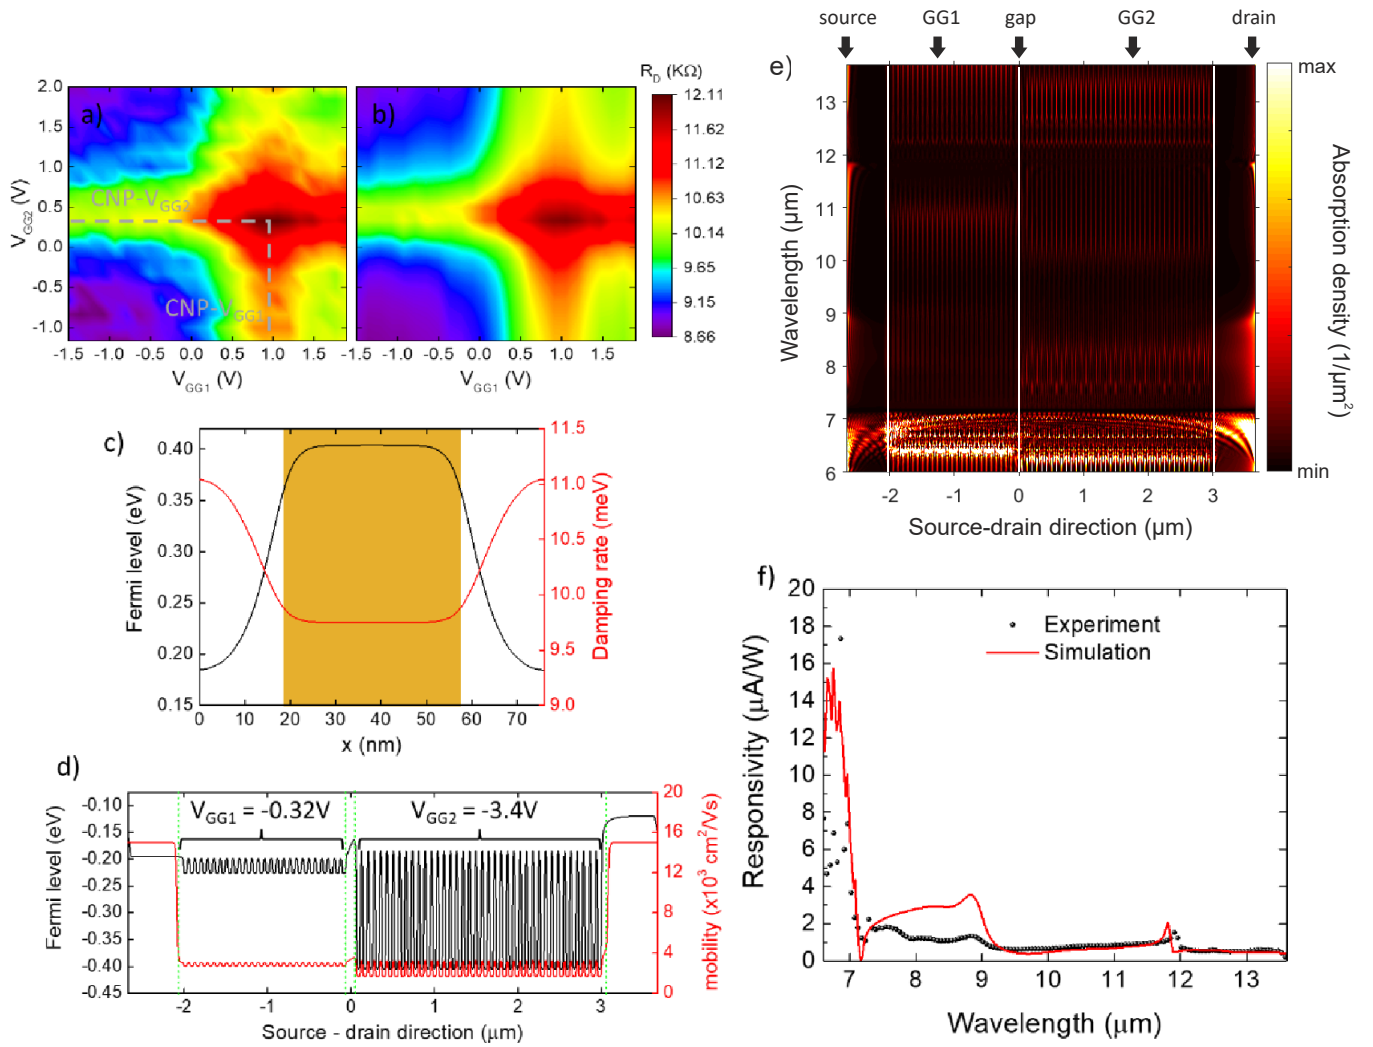 source GG1 gap GG2 drain
a) b)
R_D (KΩ)
12.11
11.62
11.12
10.63
10.14
9.65
9.15
8.66
2.0
1.5
1.0
0.5
0.0
-0.5
-1.0
V_GG2 (V)
CNP-V_GG2
CNP-V_GG1
-1.5 -1.0 -0.5 0.0 0.5 1.0 1.5
-1.0 -0.5 0.0 0.5 1.0 1.5
V_GG1 (V) V_GG1 (V)
e)
13
12
11
10
9
8
7
6
Wavelength (μm)
-2 -1 0 1 2 3
Source-drain direction (μm)
max
min
Absorption density (1/μm²)
c)
0.40
0.35
0.30
0.25
0.20
0.15
Fermi level (eV)
11.5
11.0
10.5
10.0
9.5
9.0
Damping rate (meV)
0 10 20 30 40 50 60 70
x (nm)
d)
-0.10
-0.15
-0.20
-0.25
-0.30
-0.35
-0.40
-0.45
Fermi level (eV)
V_GG1 = -0.32V V_GG2 = -3.4V
20
16
12
8
4
0
mobility (x10³ cm²/Vs)
-2 -1 0 1 2 3
Source - drain direction (μm)
f)
20
18
16
14
12
10
8
6
4
2
0
Responsivity (μA/W)
Experiment
Simulation
7 8 9 10 11 12 13
Wavelength (μm)